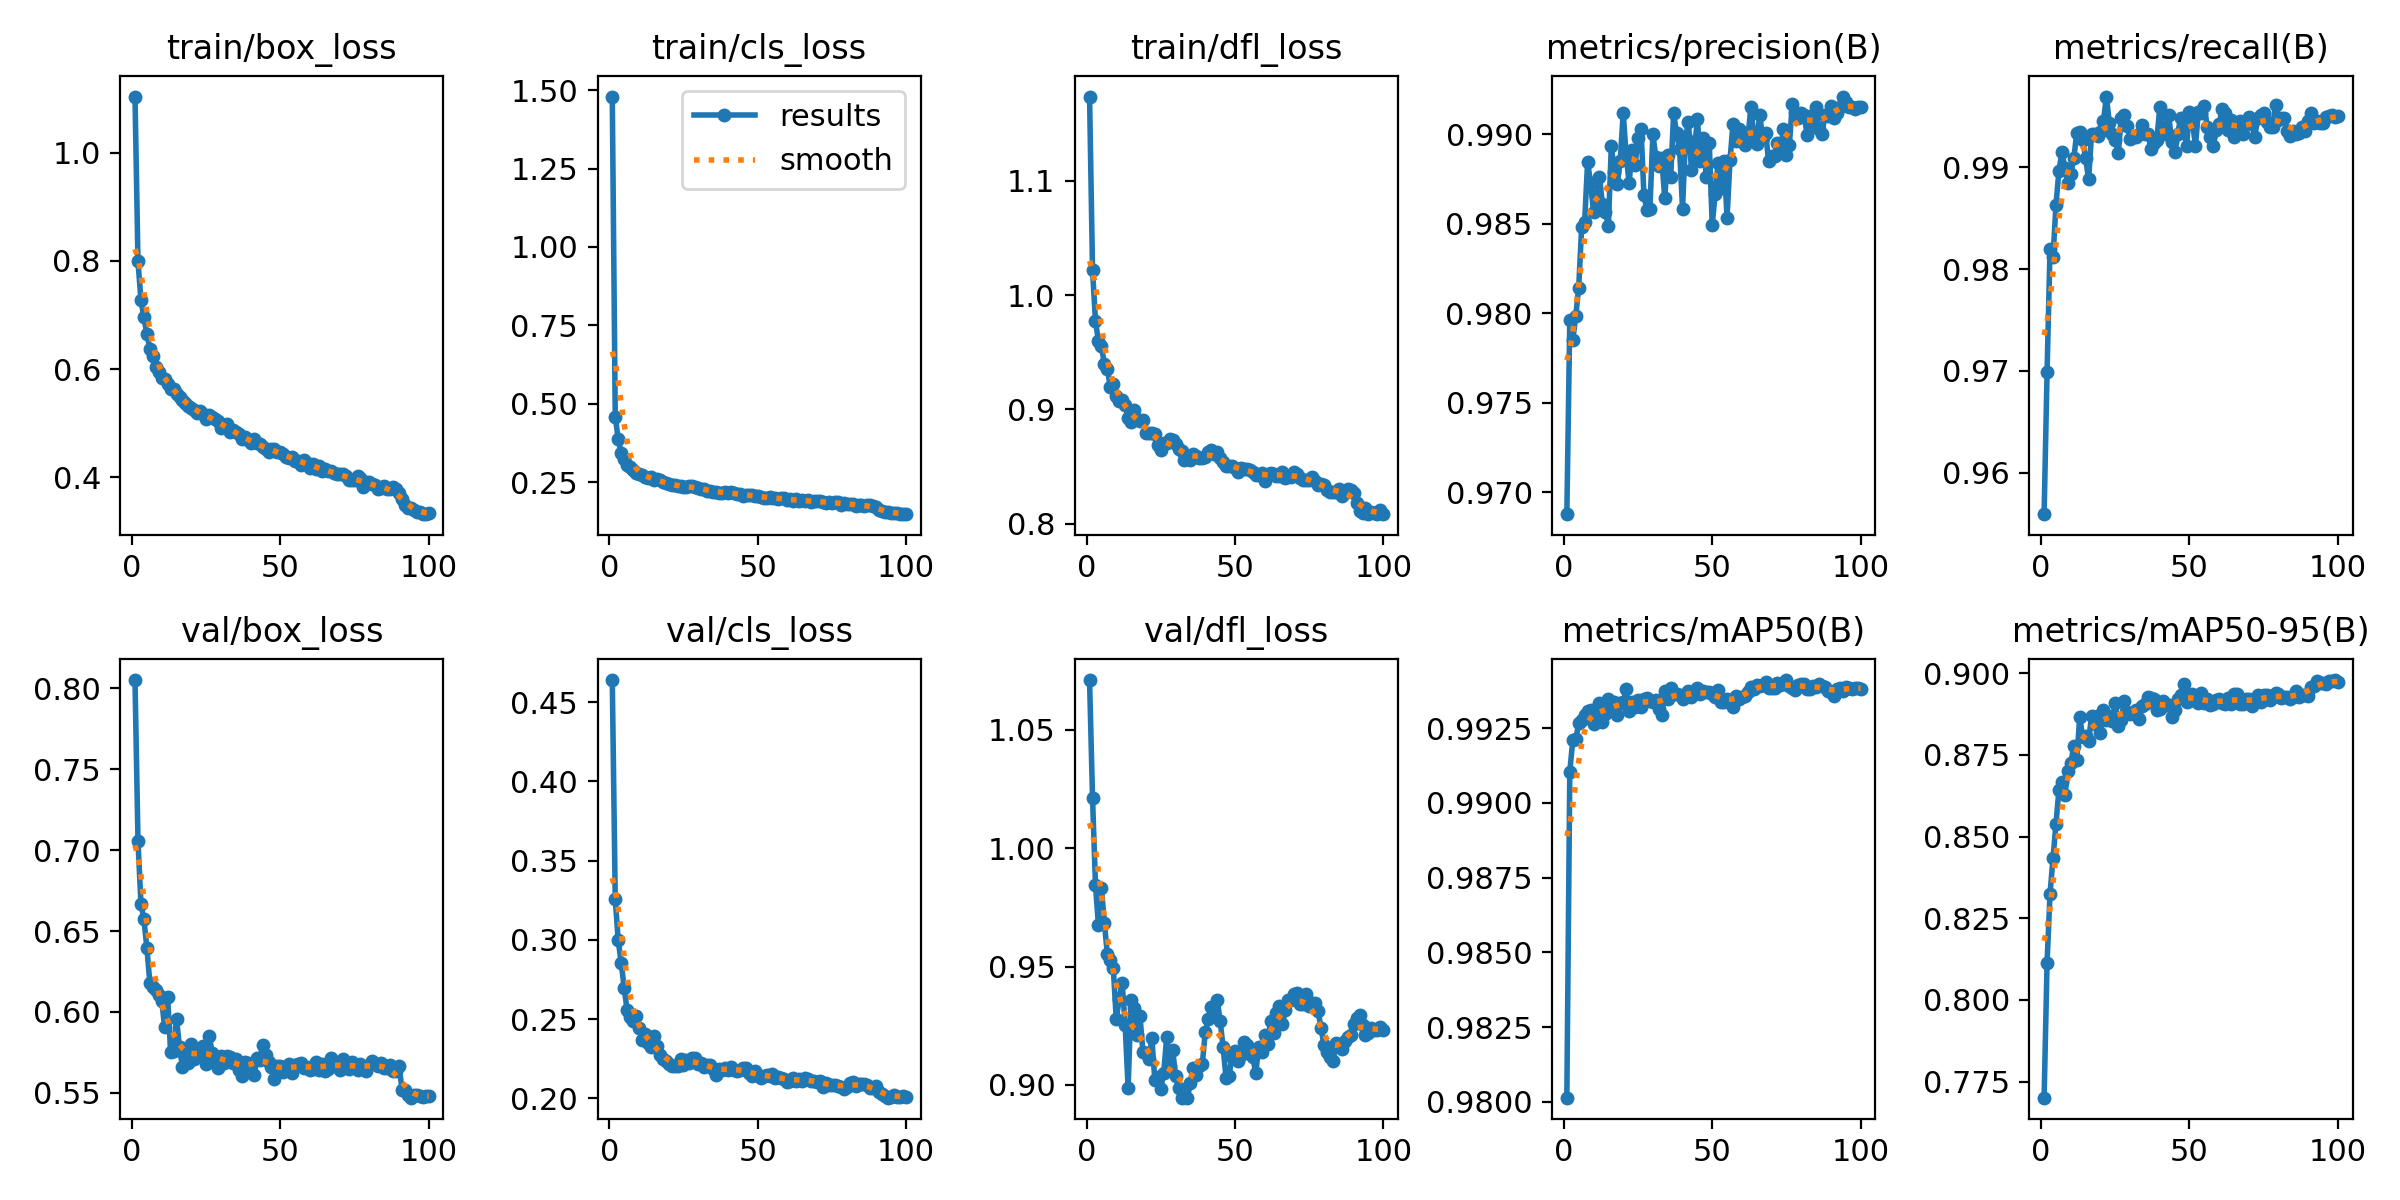 train/box_loss
1.0
0.8
0.6
0.4
0 50 100
train/cls_loss
results
smooth
1.50
1.25
1.00
0.75
0.50
0.25
0 50 100
train/dfl_loss
1.1
1.0
0.9
0.8
0 50 100
metrics/precision(B)
0.990
0.985
0.980
0.975
0.970
0 50 100
metrics/recall(B)
0.99
0.98
0.97
0.96
0 50 100
val/box_loss
0.80
0.75
0.70
0.65
0.60
0.55
0 50 100
val/cls_loss
0.45
0.40
0.35
0.30
0.25
0.20
0 50 100
val/dfl_loss
1.05
1.00
0.95
0.90
0 50 100
metrics/mAP50(B)
0.9925
0.9900
0.9875
0.9850
0.9825
0.9800
0 50 100
metrics/mAP50-95(B)
0.900
0.875
0.850
0.825
0.800
0.775
0 50 100